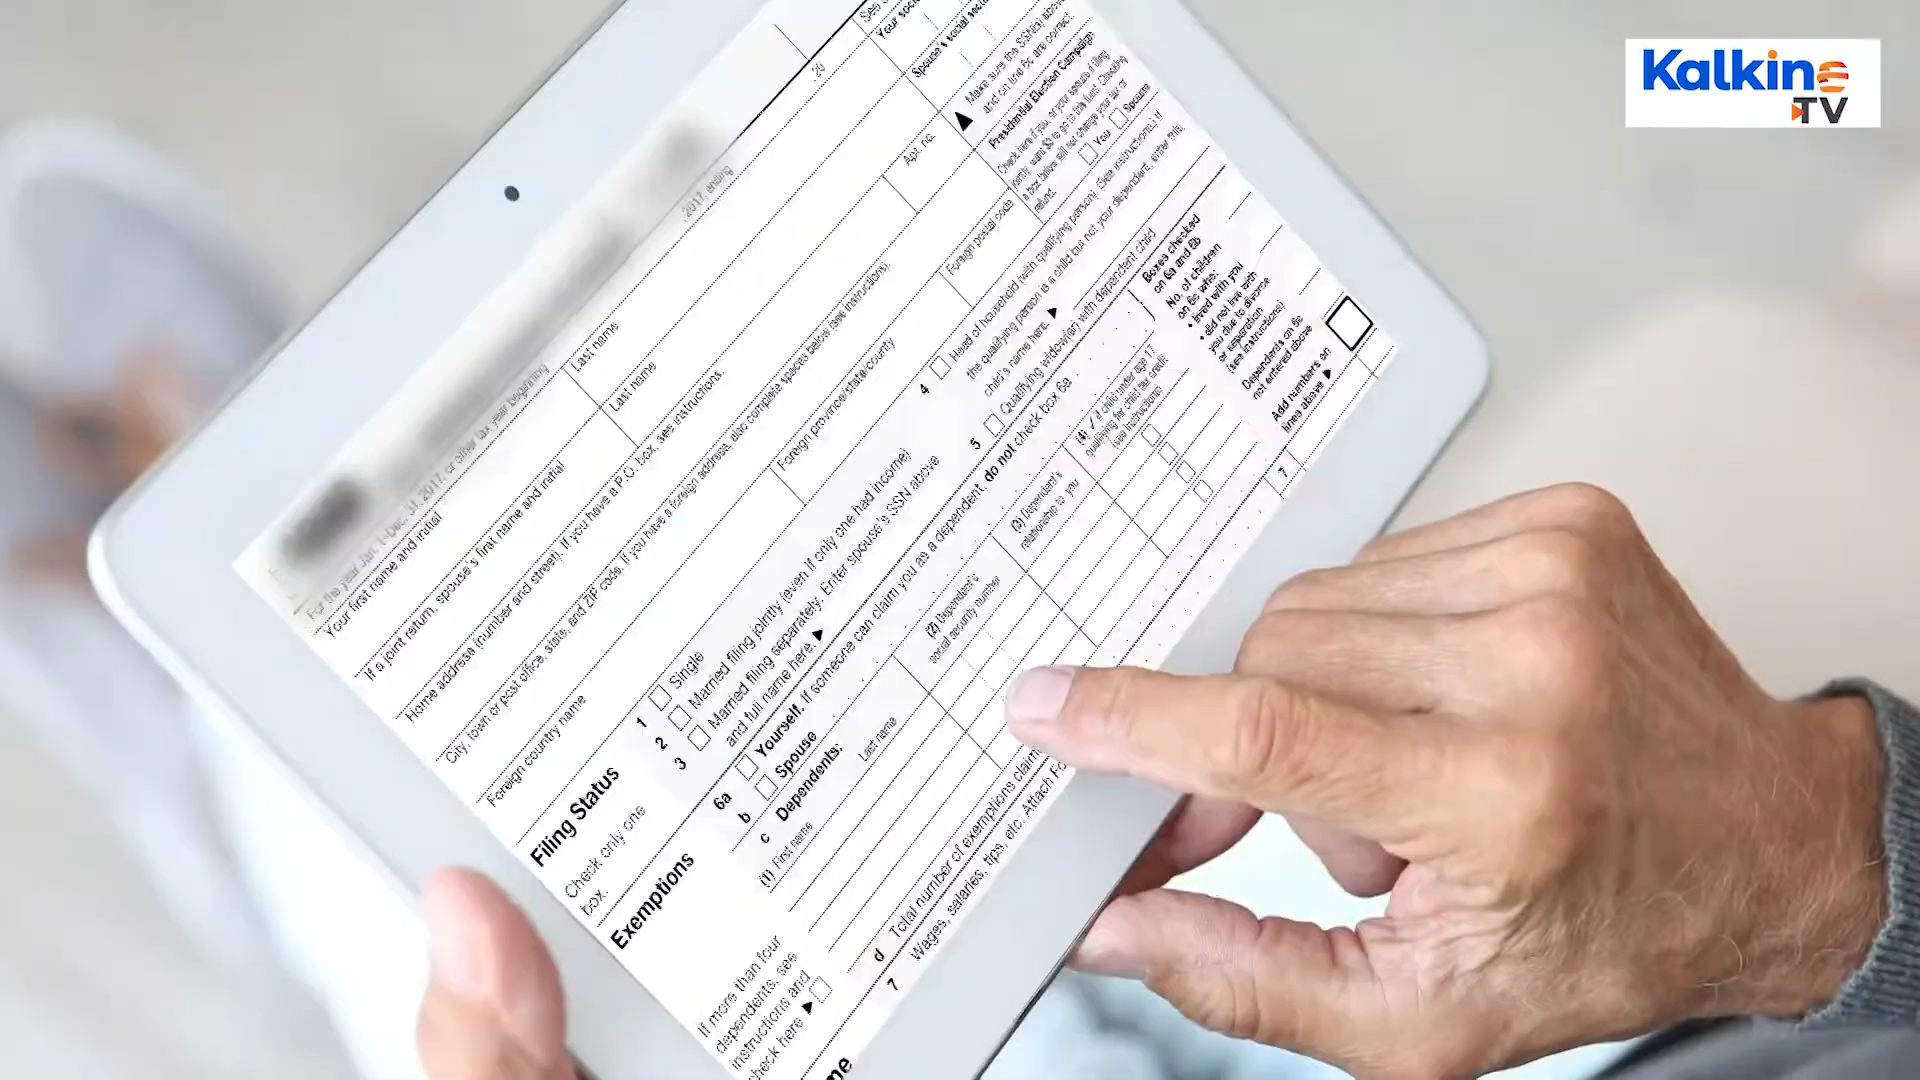 Kalkine
TV
See s
Your soci
Spouse's social secu
, 20
Make sure the SSN(s) above
and on line 6c are correct.
Presidential Election Campaign
Check here if you, or your spouse if filing
jointly, want $3 to go to this fund. Checking
a box below will not change your tax or
refund.
You
Spouse
, 2017, ending
For the year Jan. 1–Dec. 31, 2017, or other tax year beginning
Your first name and initial
Last name
If a joint return, spouse's first name and initial
Last name
Home address (number and street). If you have a P.O. box, see instructions.
Apt. no.
City, town or post office, state, and ZIP code. If you have a foreign address, also complete spaces below (see instructions).
Foreign country name
Foreign province/state/county
Foreign postal code
Filing Status
Check only one
box.
1
Single
2
Married filing jointly (even if only one had income)
3
Married filing separately. Enter spouse's SSN above
and full name here.
4
Head of household (with qualifying person). (See instructions.) If
the qualifying person is a child but not your dependent, enter this
child's name here.
5
Qualifying widow(er) with dependent child
Exemptions
6a
Yourself. If someone can claim you as a dependent, do not check box 6a
b
Spouse
c
Dependents:
(1) First name
Last name
(2) Dependent's
social security number
(3) Dependent's
relationship to you
(4) ✓ if child under age 17
qualifying for child tax credit
(see instructions)
Boxes checked
on 6a and 6b
No. of children
on 6c who:
• lived with you
• did not live with
you due to divorce
or separation
(see instructions)
Dependents on 6c
not entered above
Add numbers on
lines above
If more than four
dependents, see
instructions and
check here
d
Total number of exemptions claim
7
Wages, salaries, tips, etc. Attach Fo
7
me